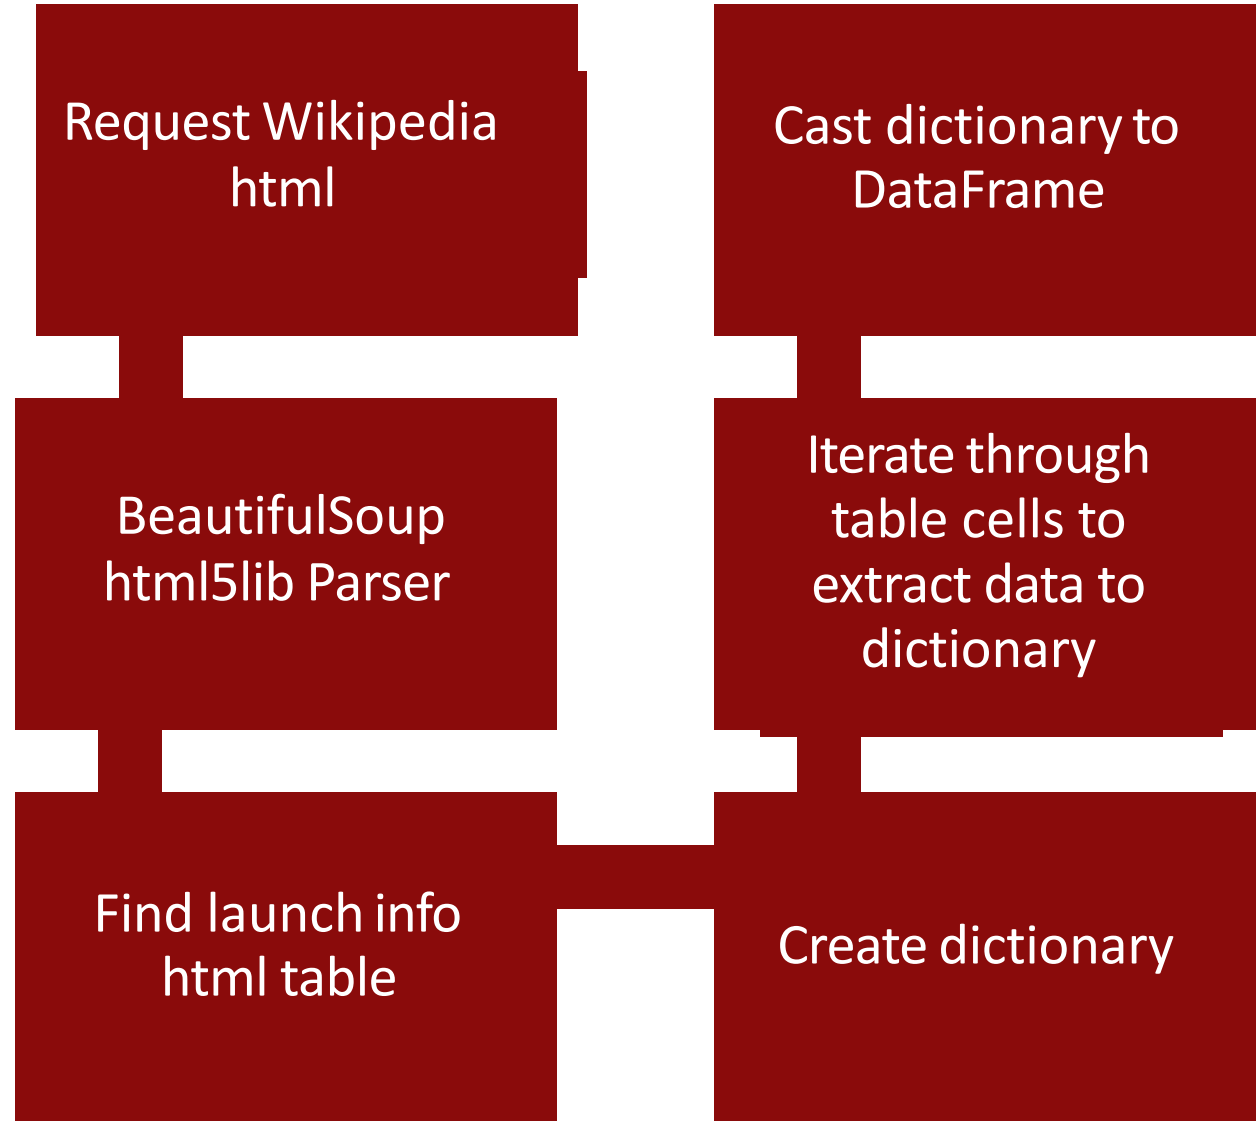 Request Wikipedia
html
BeautifulSoup
html5lib Parser
Find launch info
html table
Create dictionary
Iterate through
table cells to
extract data to
dictionary
Cast dictionary to
DataFrame